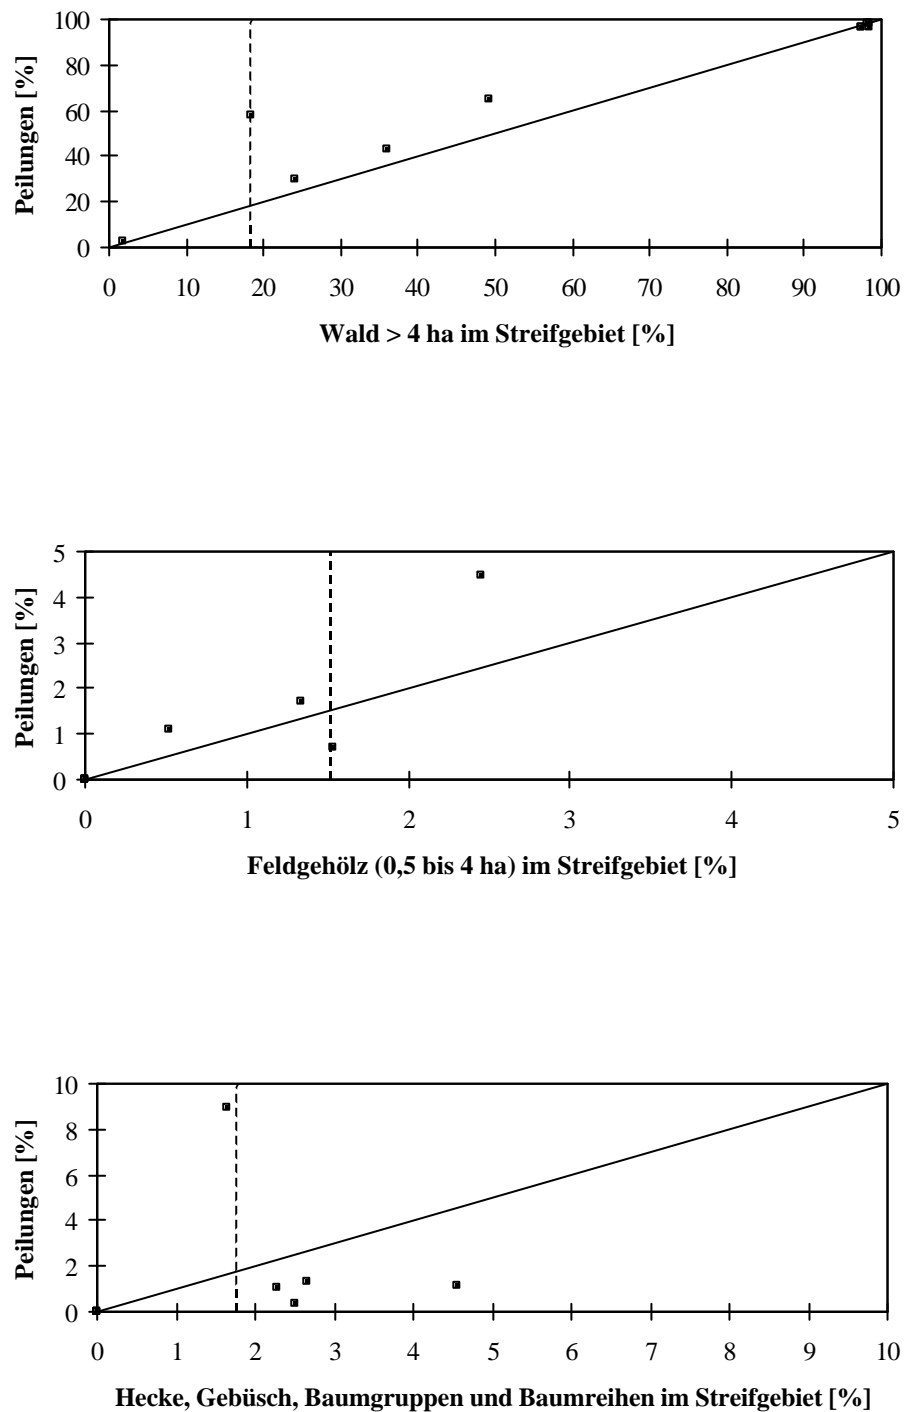 100
80
60
40
20
0
Peilungen [%]
0 10 20 30 40 50 60 70 80 90 100
Wald > 4 ha im Streifgebiet [%]
5
4
3
2
1
0
Peilungen [%]
0 1 2 3 4 5
Feldgehölz (0,5 bis 4 ha) im Streifgebiet [%]
10
8
6
4
2
0
Peilungen [%]
0 1 2 3 4 5 6 7 8 9 10
Hecke, Gebüsch, Baumgruppen und Baumreihen im Streifgebiet [%]